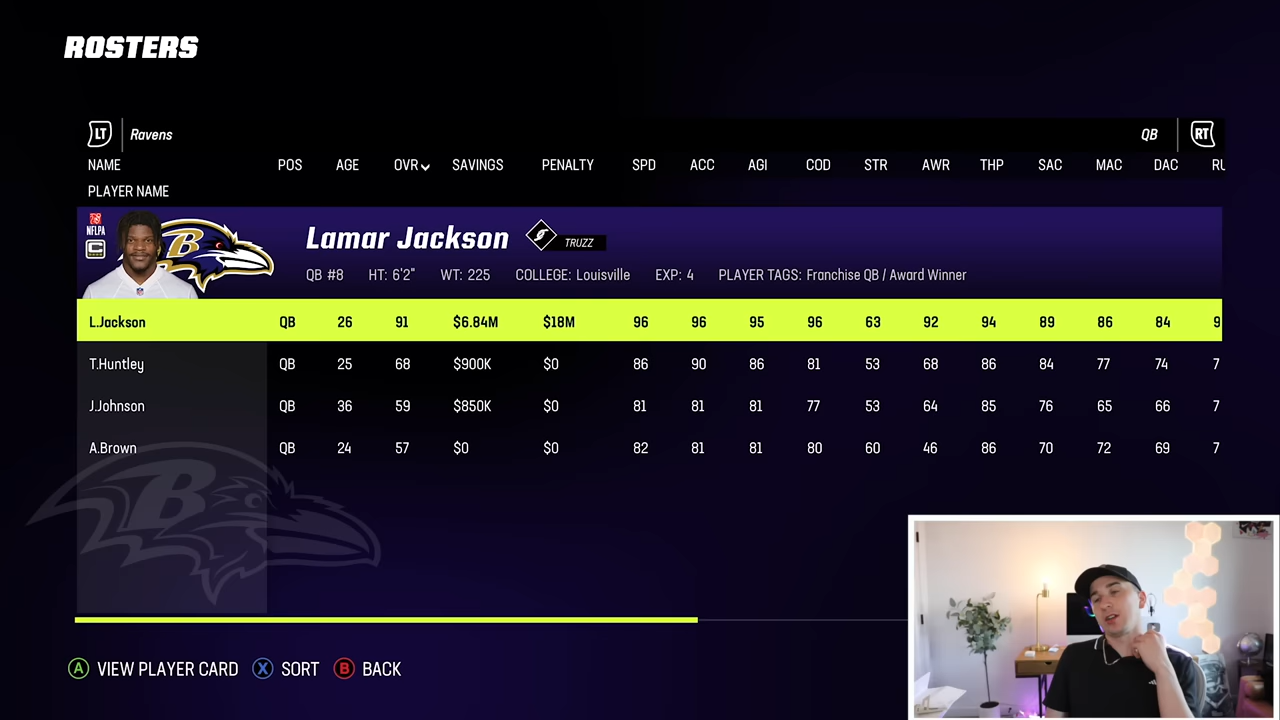 ROSTERS
LT Ravens QB RT
NAME POS AGE OVR SAVINGS PENALTY SPD ACC AGI COD STR AWR THP SAC MAC DAC RU
PLAYER NAME
NFLPA
C
B
Lamar Jackson TRUZZ
QB #8 HT: 6'2" WT: 225 COLLEGE: Louisville EXP: 4 PLAYER TAGS: Franchise QB / Award Winner
L.Jackson QB 26 91 $6.84M $18M 96 96 95 96 63 92 94 89 86 84 9
T.Huntley QB 25 68 $900K $0 86 90 86 81 53 68 86 84 77 74 7
J.Johnson QB 36 59 $850K $0 81 81 81 77 53 64 85 76 65 66 7
A.Brown QB 24 57 $0 $0 82 81 81 80 60 46 86 70 72 69 7
B
A VIEW PLAYER CARD X SORT B BACK